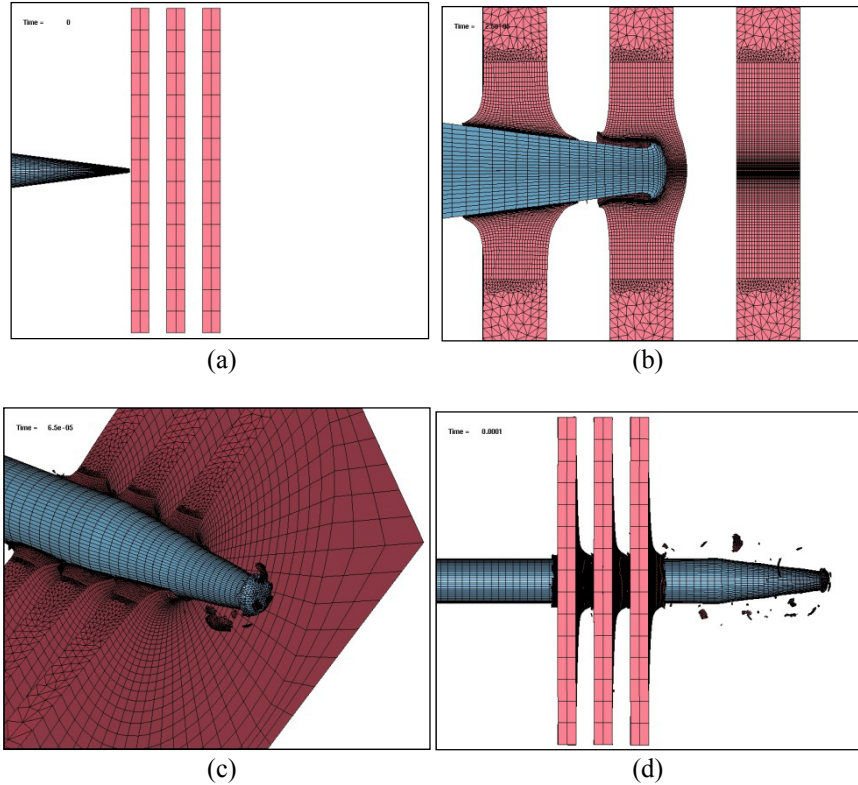 Time = 0
Time =
(a)
(b)
Time = 6.5e-05
Time = 0.0001
(c)
(d)